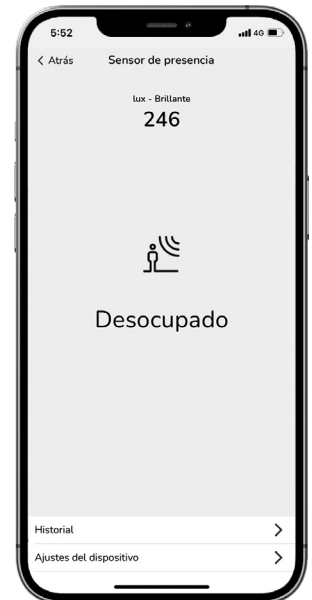 5:52
4G
Atrás
Sensor de presencia
lux - Brillante
246
Desocupado
Historial
Ajustes del dispositivo